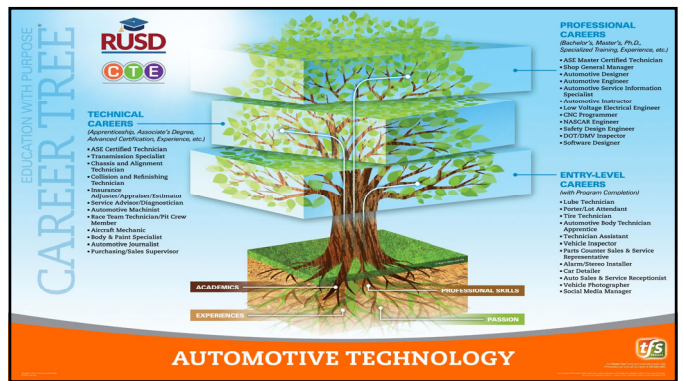 EDUCATION WITH PURPOSE
CAREER TREE
RUSD
CTE
TECHNICAL
CAREERS
(Apprenticeship, Associate's Degree,
Advanced Certification, Experience, etc.)
• ASE Certified Technician
• Transmission Specialist
• Chassis and Alignment
Technician
• Collision and Refinishing
Technician
• Insurance
Adjuster/Appraiser/Estimator
• Service Advisor/Diagnostician
• Automotive Machinist
• Race Team Technician/Pit Crew
Member
• Aircraft Mechanic
• Body & Paint Specialist
• Automotive Journalist
• Purchasing/Sales Supervisor
PROFESSIONAL
CAREERS
(Bachelor's, Master's, Ph.D.,
Specialized Training, Experience, etc.)
• ASE Master Certified Technician
• Shop General Manager
• Automotive Designer
• Automotive Engineer
• Automotive Service Information
Specialist
• Automotive Instructor
• Low Voltage Electrical Engineer
• CNC Programmer
• NASCAR Engineer
• Safety Design Engineer
• DOT/DMV Inspector
• Software Designer
ENTRY-LEVEL
CAREERS
(with Program Completion)
• Lube Technician
• Porter/Lot Attendant
• Tire Technician
• Automotive Body Technician
Apprentice
• Technician Assistant
• Vehicle Inspector
• Parts Counter Sales & Service
Representative
• Alarm/Stereo Installer
• Car Detailer
• Auto Sales & Service Receptionist
• Vehicle Photographer
• Social Media Manager
ACADEMICS
PROFESSIONAL SKILLS
EXPERIENCES
PASSION
AUTOMOTIVE TECHNOLOGY
tfs